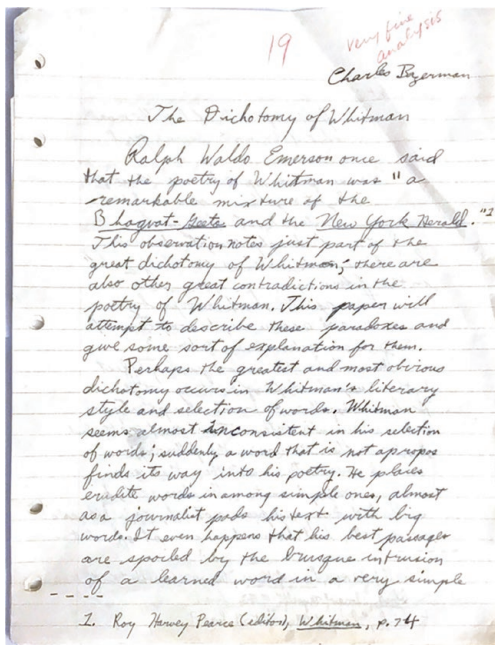 19
very fine
analysis
Charles Bazerman
The Dichotomy of Whitman
Ralph Waldo Emerson once said
that the poetry of Whitman was "a
remarkable mixture of the
Bhagvat-Geeta and the New York Herald."1
This observation notes just part of the
great dichotomy of Whitman; there are
also other great contradictions in the
poetry of Whitman. This paper will
attempt to describe these paradoxes and
give some sort of explanation for them.
Perhaps the greatest and most obvious
dichotomy occurs in Whitman's literary
style and selection of words. Whitman
seems almost inconsistent in his selection
of words; suddenly a word that is not apropos
finds its way into his poetry. He places
erudite words in among simple ones, almost
as a journalist pads his text with big
words. It even happens that his best passages
are spoiled by the brusque intrusion
of a learned word in a very simple
1. Roy Harvey Pearce (editor), Whitman, p. 74